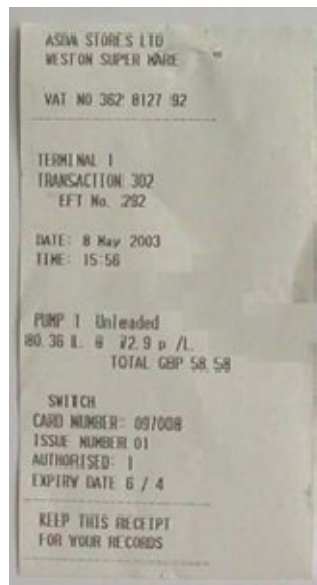 ASDA STORES LTD
WESTON SUPER MARE
VAT NO 362 8127 92
TERMINAL 1
TRANSACTION 302
EFT No. 292
DATE: 8 May 2003
TIME: 15:56
PUMP 1 Unleaded
80.36 L. @ 72.9 p /L.
TOTAL GBP 58.58
SWITCH
CARD NUMBER: 097008
ISSUE NUMBER 01
AUTHORISED: 1
EXPIRY DATE 6 / 4
KEEP THIS RECEIPT
FOR YOUR RECORDS